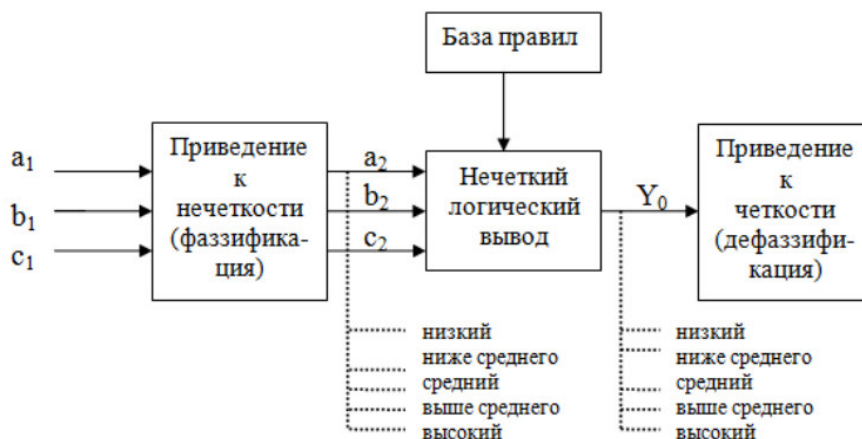 База правил
a₁
b₁
c₁
Приведение
к
нечеткости
(фаззифика-
ция)
a₂
b₂
c₂
Нечеткий
логический
вывод
Y₀
Приведение
к
четкости
(дефаззифи-
кация)
низкий
ниже среднего
средний
выше среднего
высокий
низкий
ниже среднего
средний
выше среднего
высокий